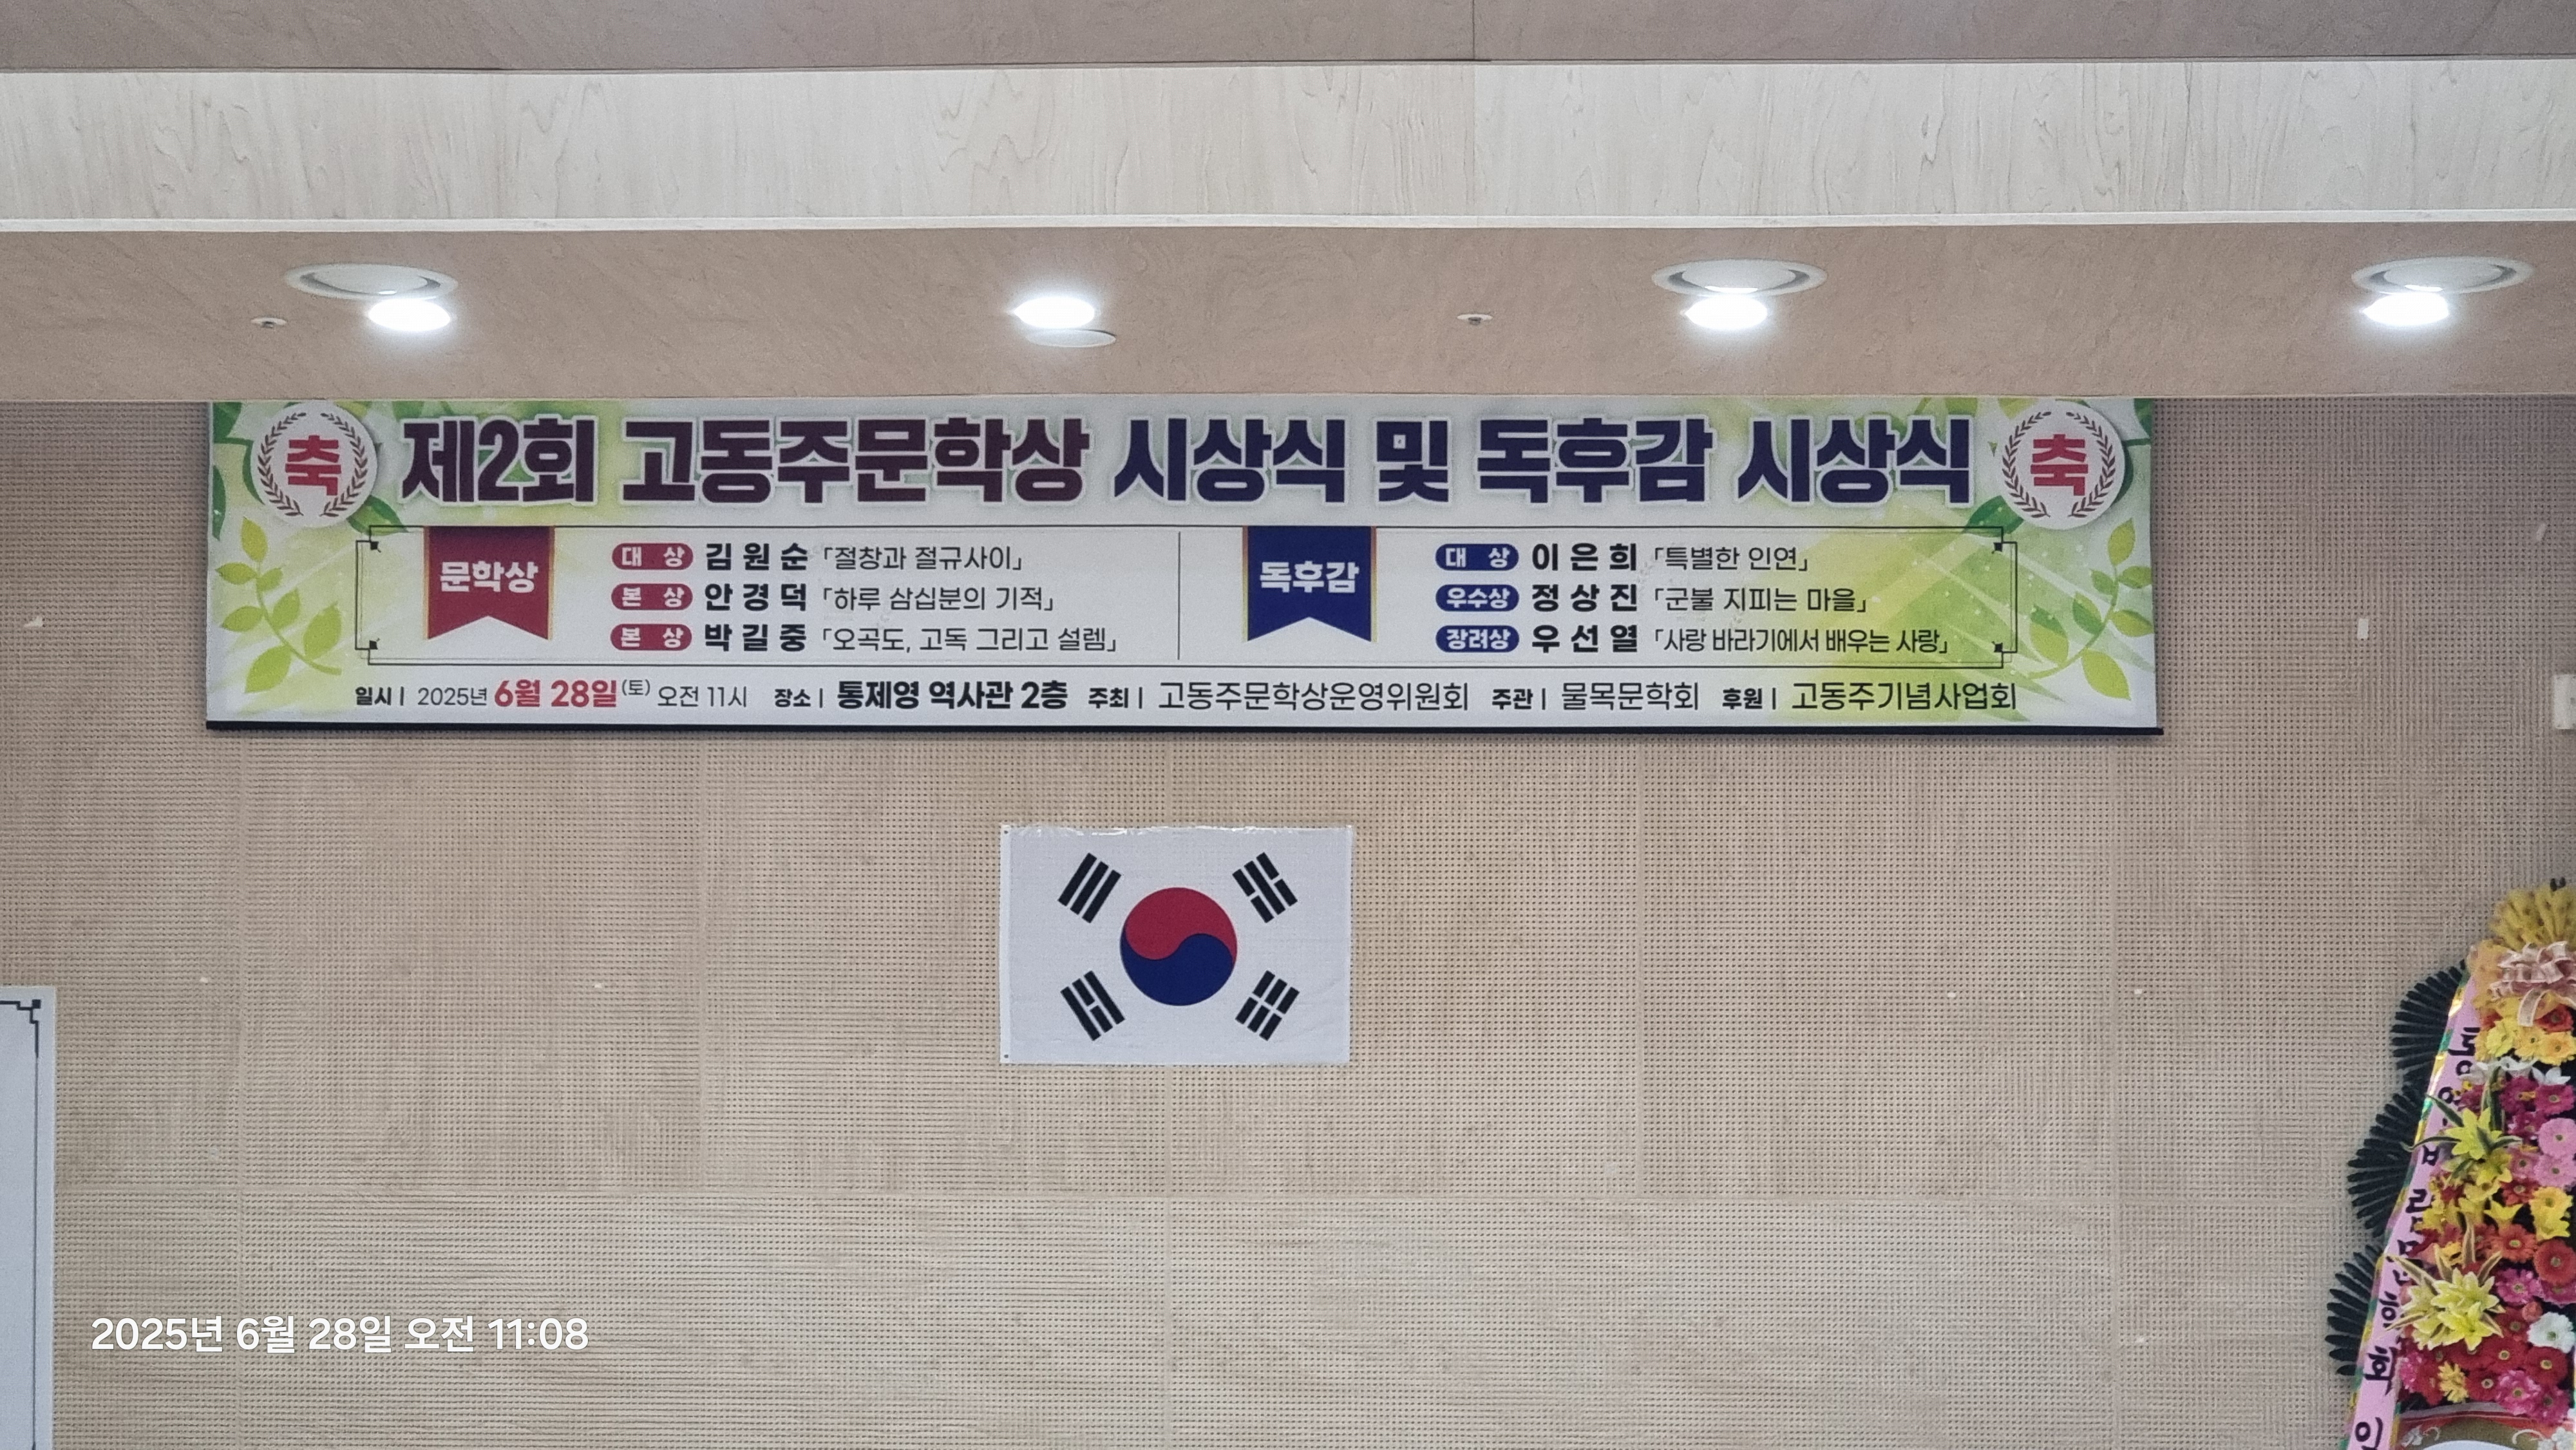 축 제2회 고동주문학상 시상식 및 독후감 시상식 축
문학상
대 상 김원순 「절창과 절규사이」
본 상 안경덕 「하루 삼십분의 기적」
본 상 박길중 「오곡도, 고독 그리고 설렘」
독후감
대 상 이은희 「특별한 인연」
우수상 정상진 「군불 지피는 마을」
장려상 우선열 「사랑 바라기에서 배우는 사랑」
일시 | 2025년 6월 28일(토) 오전 11시 장소 | 통제영 역사관 2층 주최 | 고동주문학상운영위원회 주관 | 물목문학회 후원 | 고동주기념사업회
2025년 6월 28일 오전 11:08